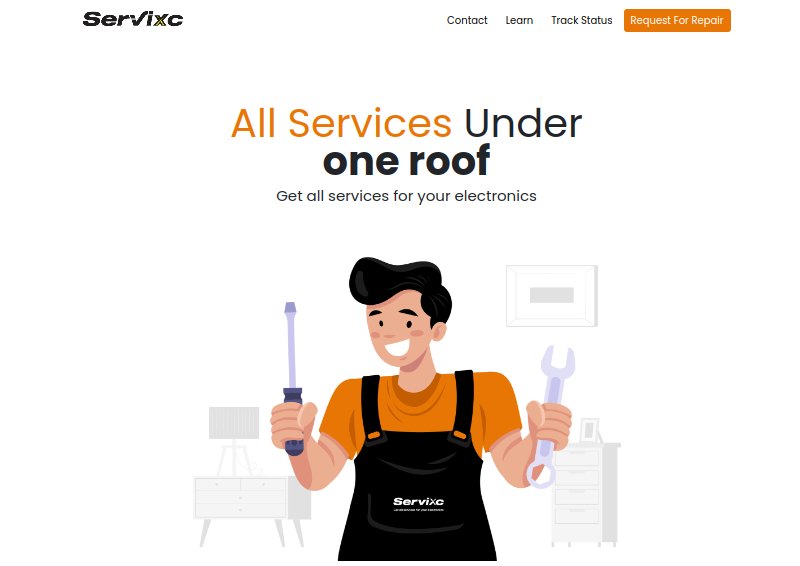 Servixc
Contact Learn Track Status Request For Repair
All Services Under
one roof
Get all services for your electronics
Servixc